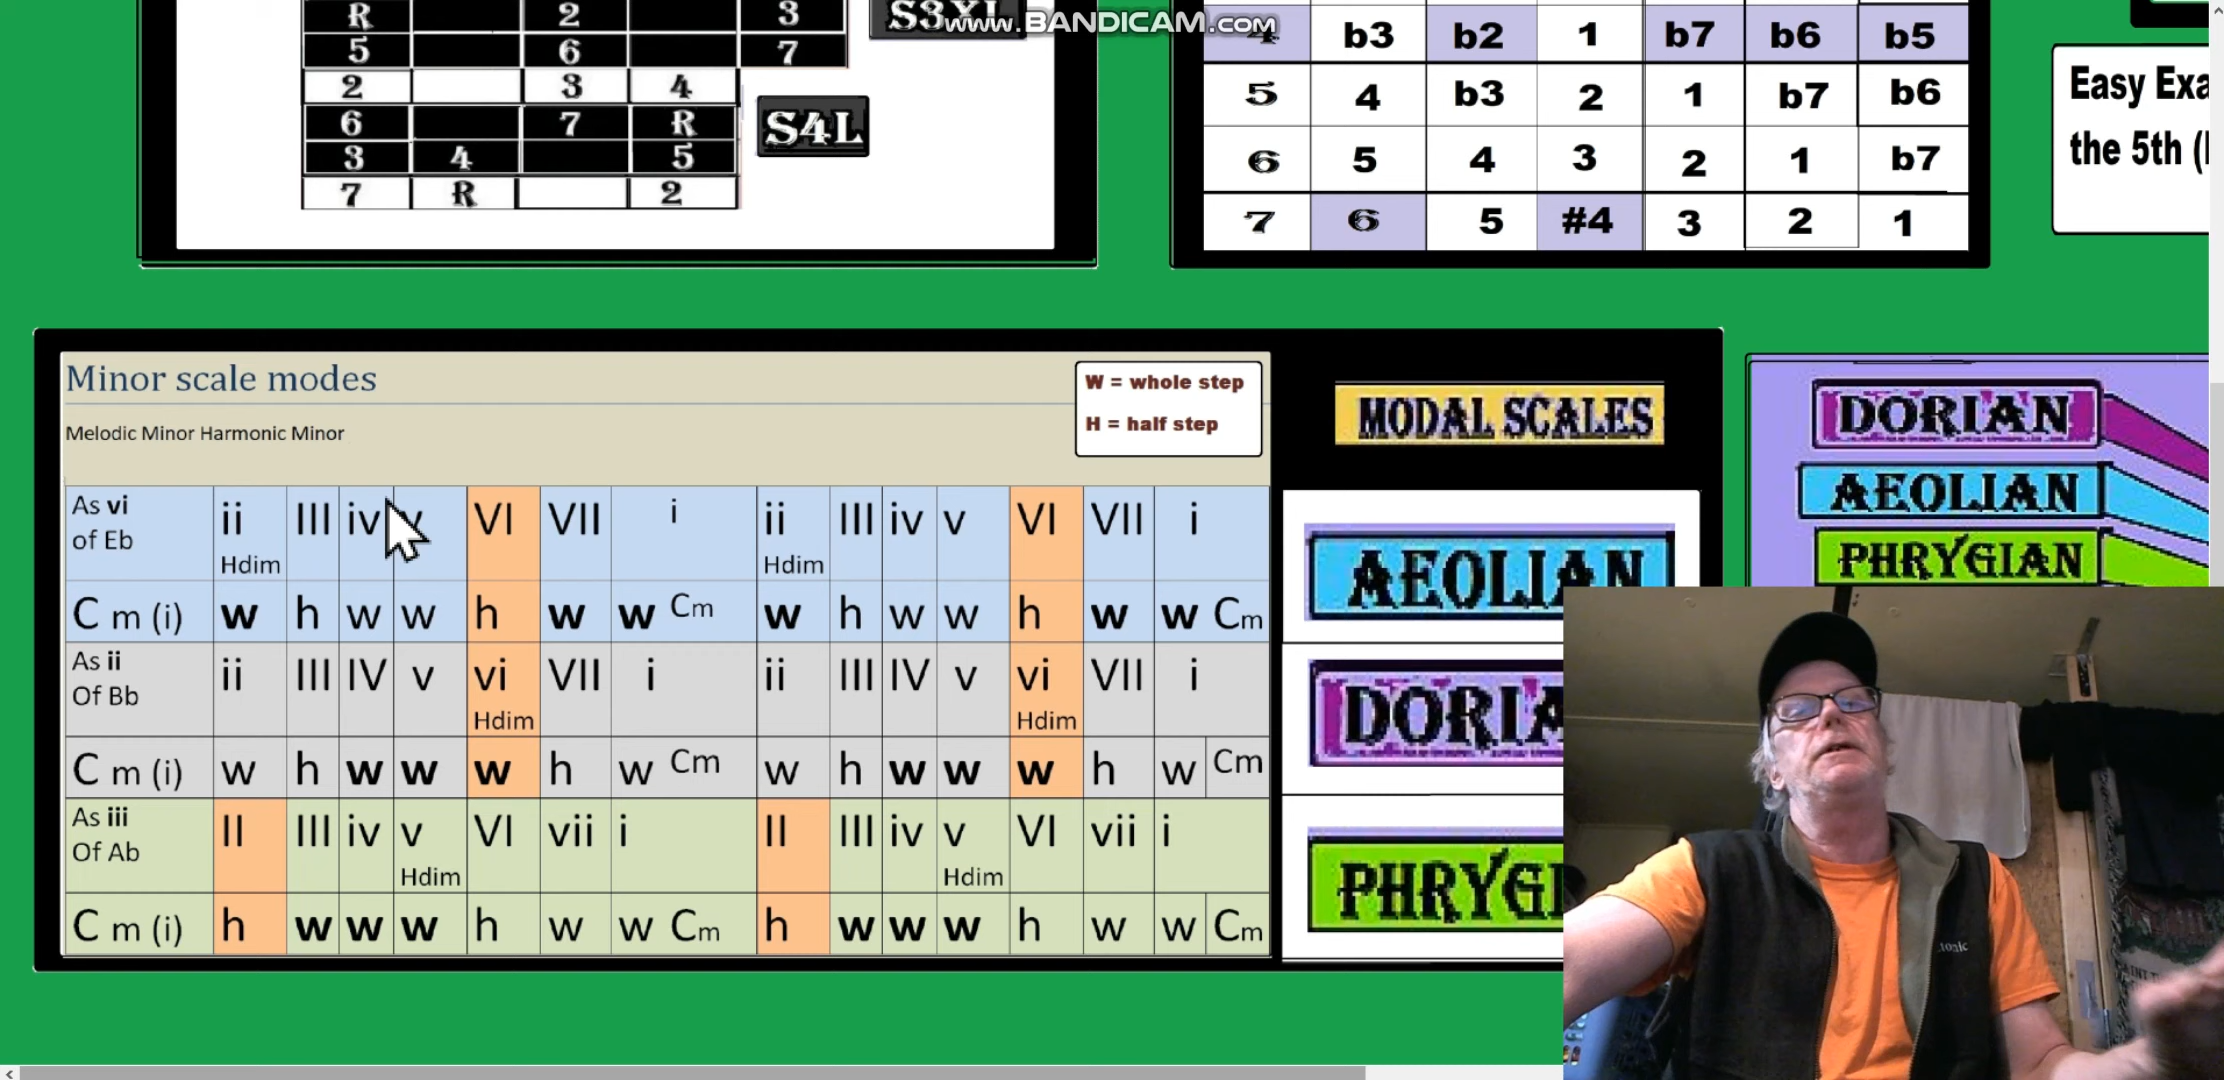 R 2 3
5 6 7
2 3 4
6 7 R
3 4 5
7 R 2
S3XL
S4L
www.BANDICAM.com
4 b3 b2 1 b7 b6 b5
5 4 b3 2 1 b7 b6
6 5 4 3 2 1 b7
7 6 5 #4 3 2 1
Easy Exa
the 5th (
Minor scale modes
Melodic Minor Harmonic Minor
W = whole step
H = half step
As vi of Eb ii Hdim III iv v VI VII i ii Hdim III iv v VI VII i
C m (i) w h w w h w w Cm w h w w h w w Cm
As ii Of Bb ii III IV v vi Hdim VII i ii III IV v vi Hdim VII i
C m (i) w h w w w h w Cm w h w w w h w Cm
As iii Of Ab II III iv v Hdim VI vii i II III iv v Hdim VI vii i
C m (i) h w w w h w w Cm h w w w h w w Cm
MODAL SCALES
AEOLIAN
DORIA
PHRYGI
DORIAN
AEOLIAN
PHRYGIAN